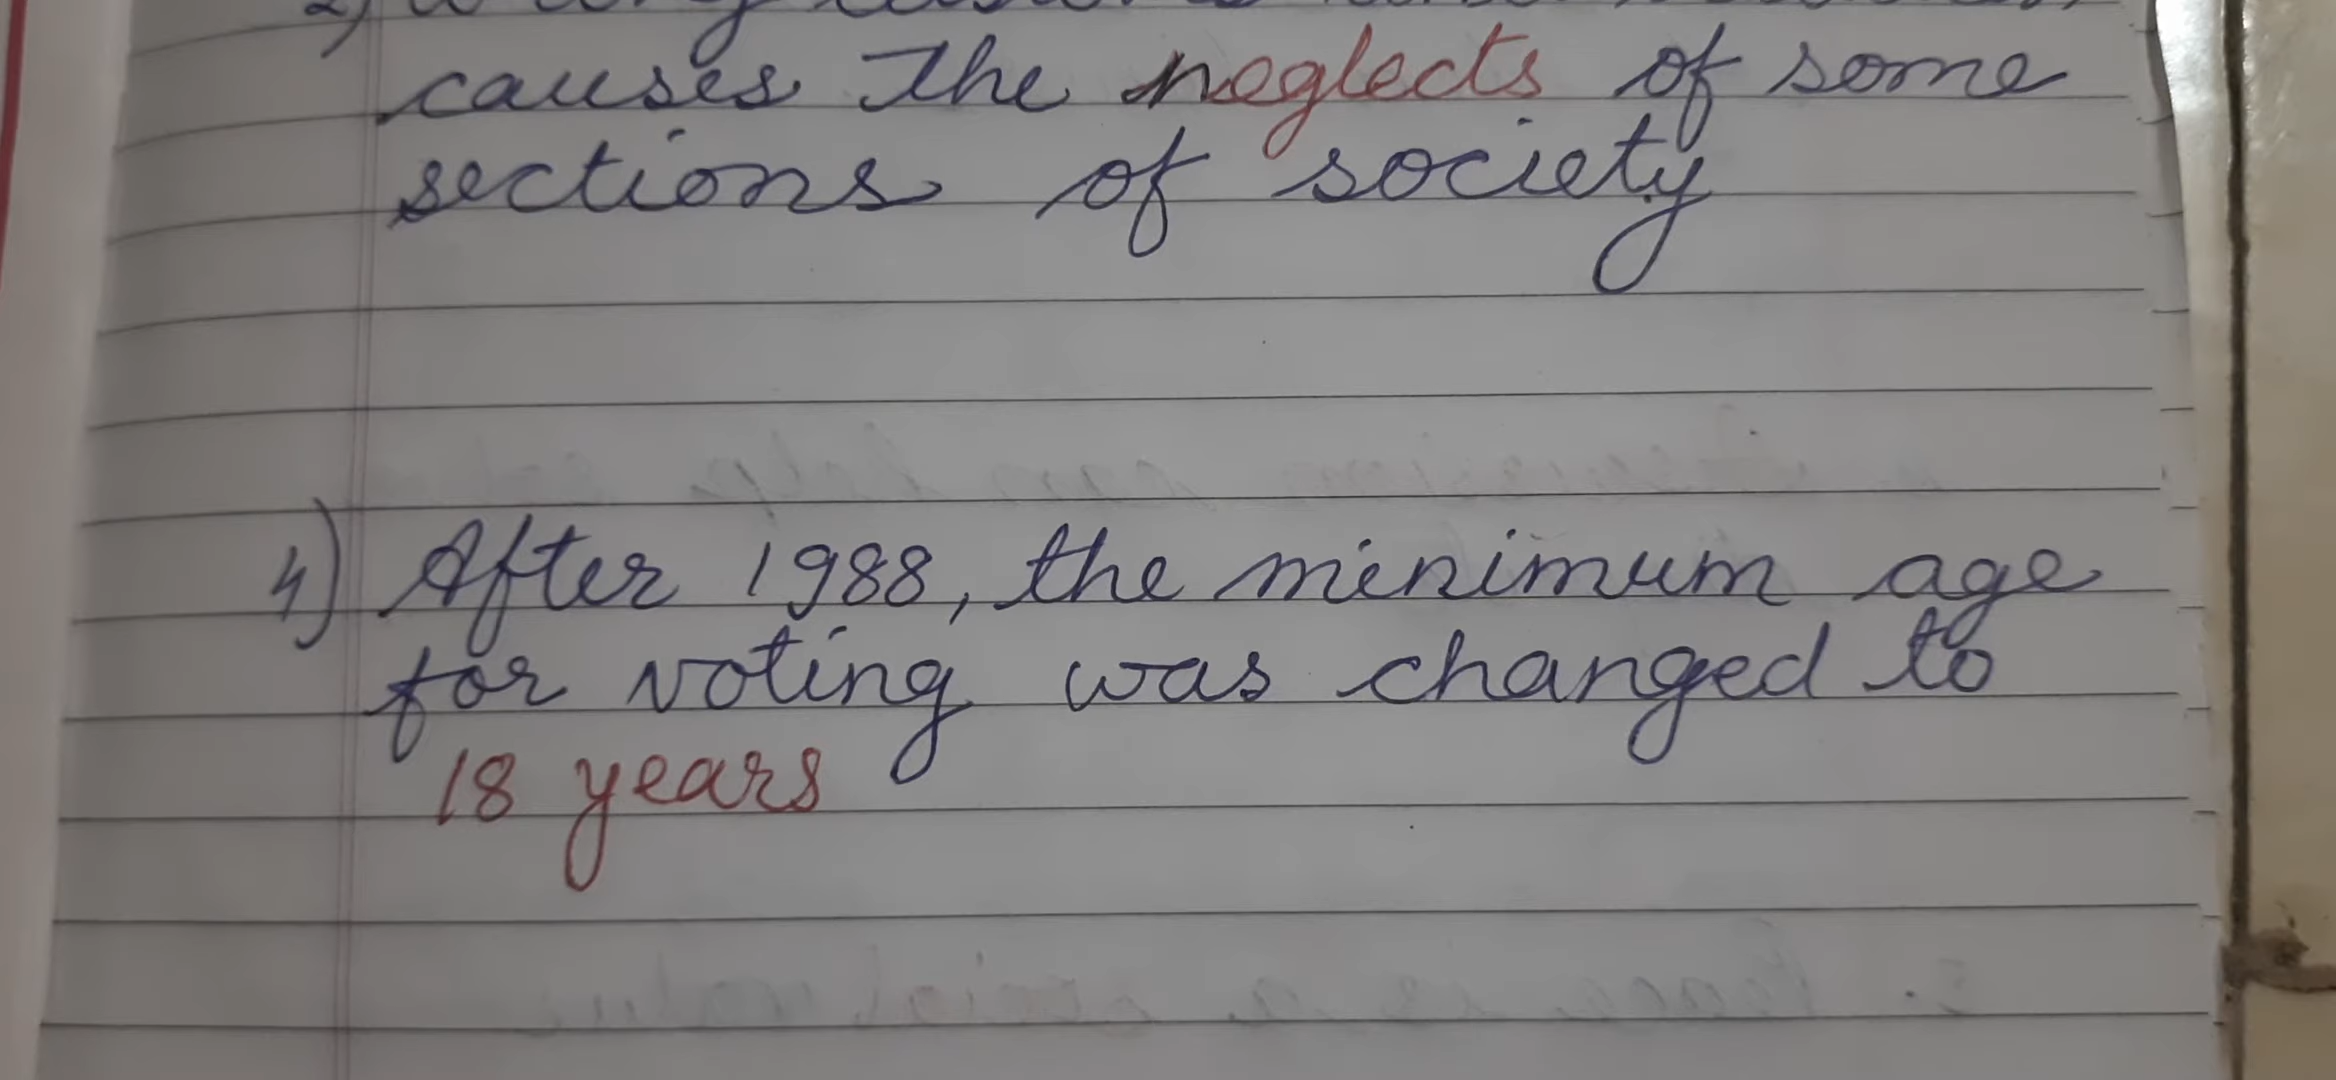 causes the neglects of some
sections of society
4) After 1988, the minimum age
for voting was changed to
18 years